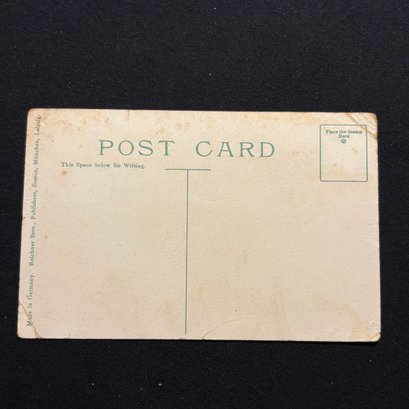 POST CARD
This Space below for Writing.
Place the Stamp
Here
Made in Germany. Reichner Bros., Publishers, Boston, München, Leipzig.